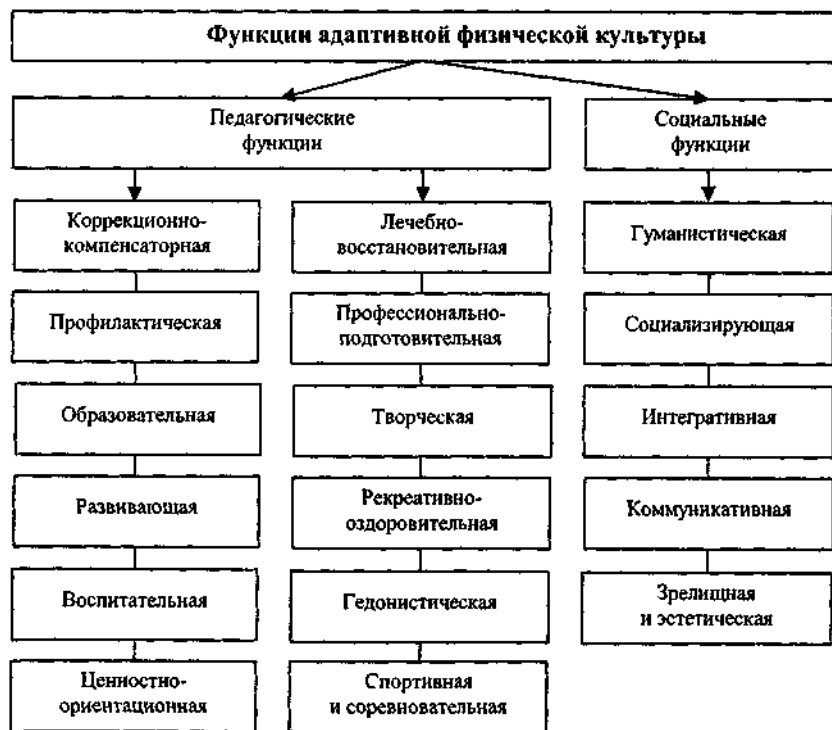 Функции адаптивной физической культуры
Педагогические
функции
Социальные
функции
Коррекционно-
компенсаторная
Профилактическая
Образовательная
Развивающая
Воспитательная
Ценностно-
ориентационная
Лечебно-
восстановительная
Профессионально-
подготовительная
Творческая
Рекреативно-
оздоровительная
Гедонистическая
Спортивная
и соревновательная
Гуманистическая
Социализирующая
Интегративная
Коммуникативная
Зрелищная
и эстетическая